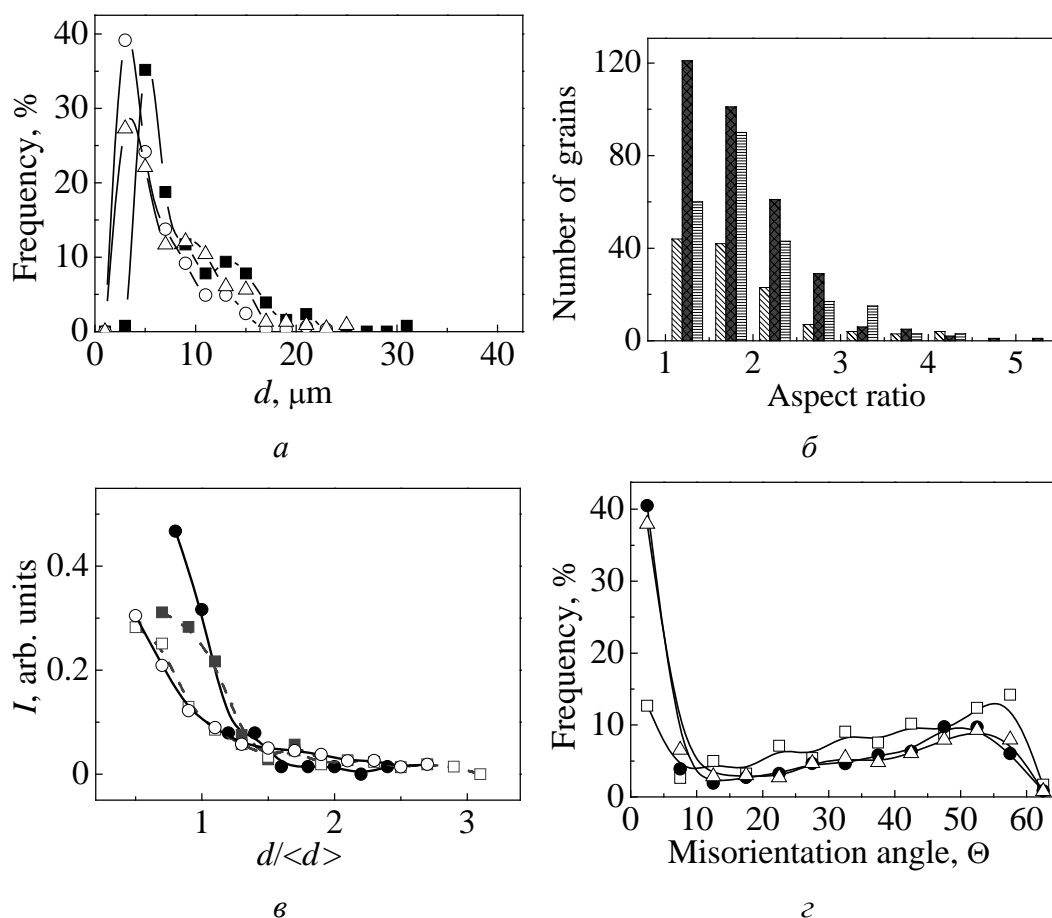 40
30
20
10
0
Frequency, %
0 10 20 30 40
d, μm
а
120
80
40
0
Number of grains
1 2 3 4 5
Aspect ratio
б
0.4
0.2
0
I, arb. units
1 2 3
d/<d>
в
40
30
20
10
0
Frequency, %
0 10 20 30 40 50 60
Misorientation angle, Θ
г